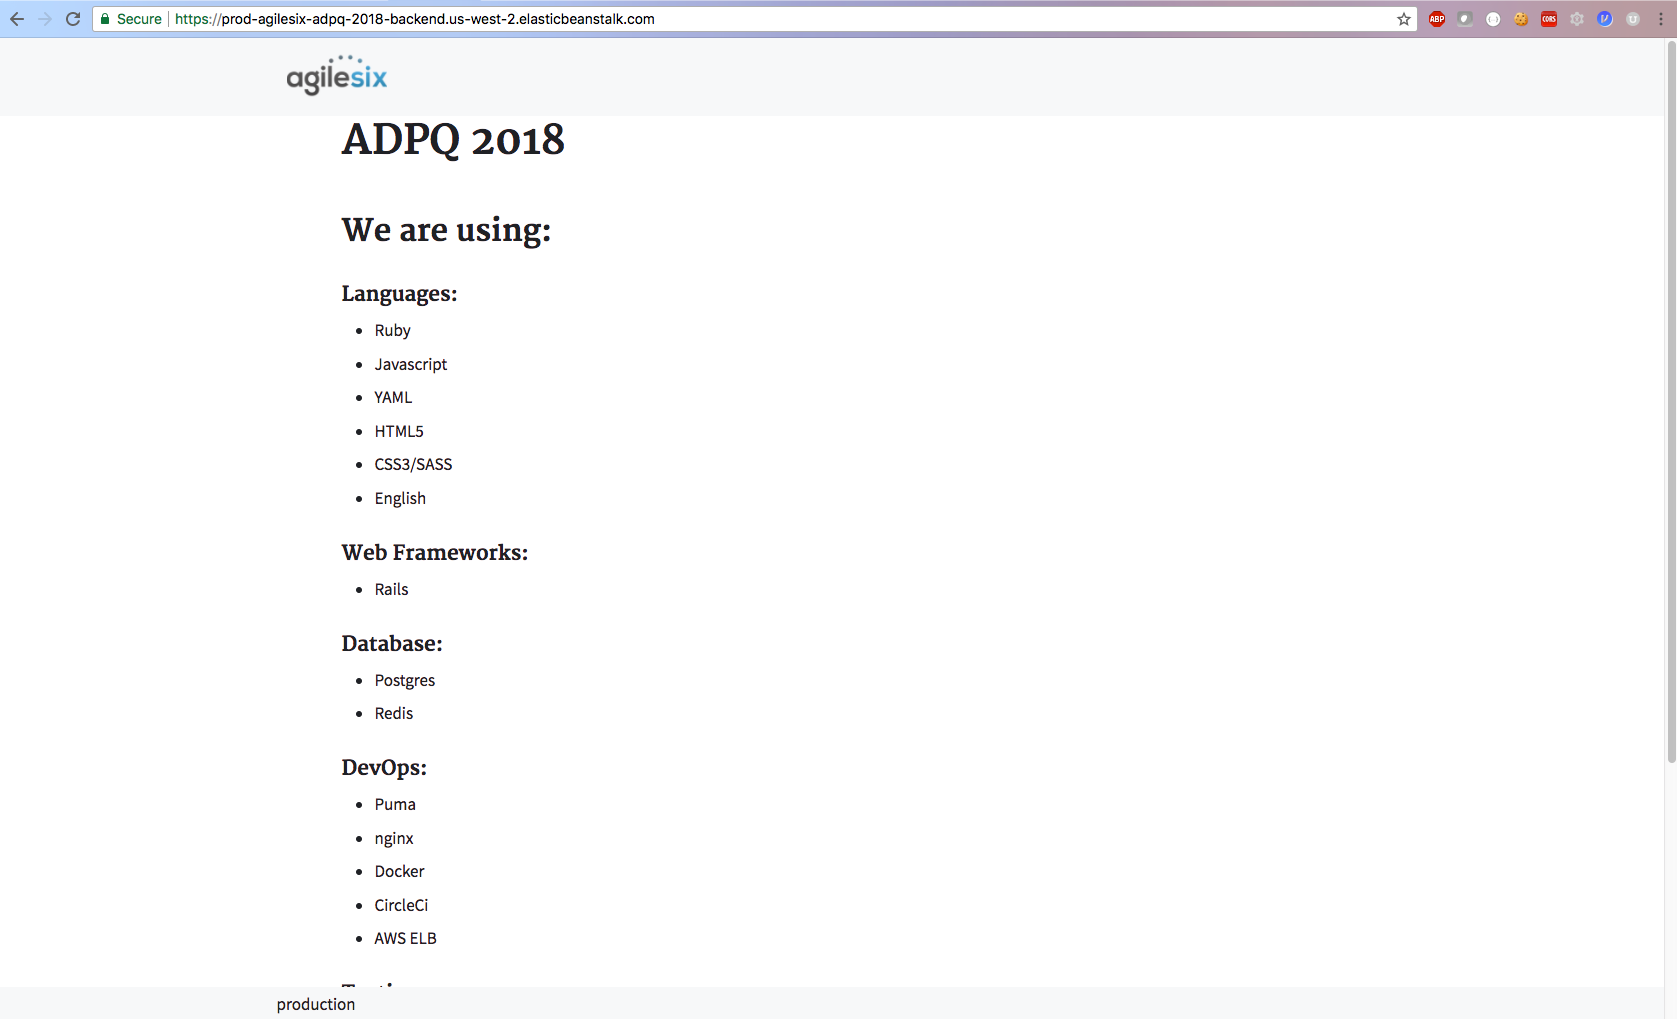 Secure https://prod-agilesix-adpq-2018-backend.us-west-2.elasticbeanstalk.com
ABP
CORS
agilesix
ADPQ 2018
We are using:
Languages:
Ruby
Javascript
YAML
HTML5
CSS3/SASS
English
Web Frameworks:
Rails
Database:
Postgres
Redis
DevOps:
Puma
nginx
Docker
CircleCi
AWS ELB
production